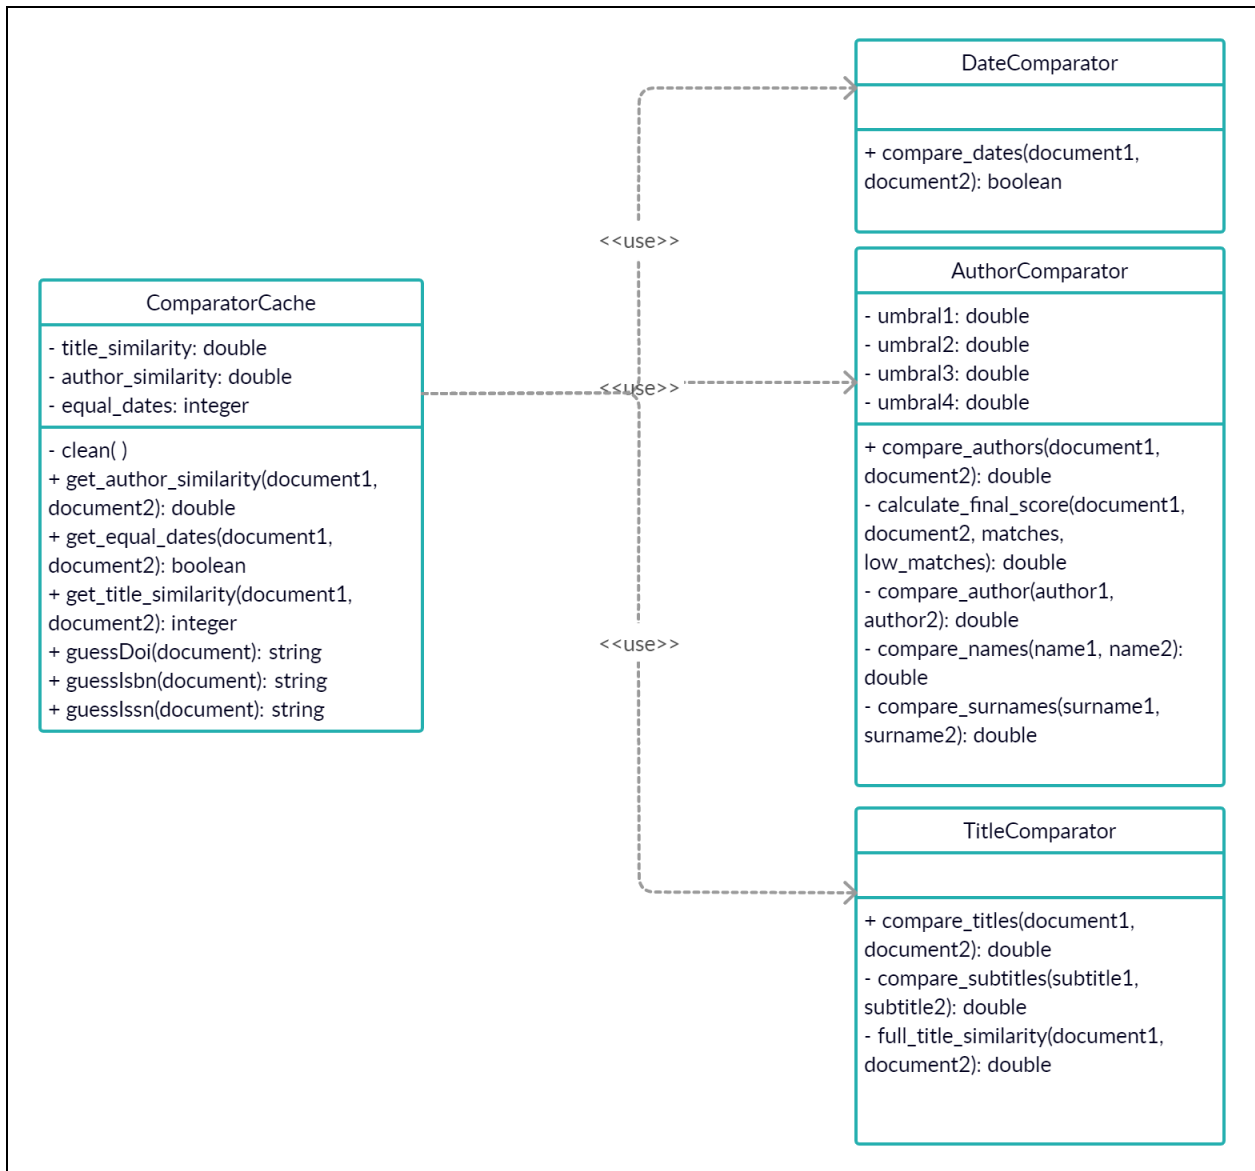 DateComparator
+ compare_dates(document1,
document2): boolean
<<use>>
AuthorComparator
- umbral1: double
- umbral2: double
- umbral3: double
- umbral4: double
+ compare_authors(document1,
document2): double
- calculate_final_score(document1,
document2, matches,
low_matches): double
- compare_author(author1,
author2): double
- compare_names(name1, name2):
double
- compare_surnames(surname1,
surname2): double
ComparatorCache
- title_similarity: double
- author_similarity: double
- equal_dates: integer
- clean( )
+ get_author_similarity(document1,
document2): double
+ get_equal_dates(document1,
document2): boolean
+ get_title_similarity(document1,
document2): integer
+ guessDoi(document): string
+ guessIsbn(document): string
+ guessIssn(document): string
<<use>>
<<use>>
TitleComparator
+ compare_titles(document1,
document2): double
- compare_subtitles(subtitle1,
subtitle2): double
- full_title_similarity(document1,
document2): double